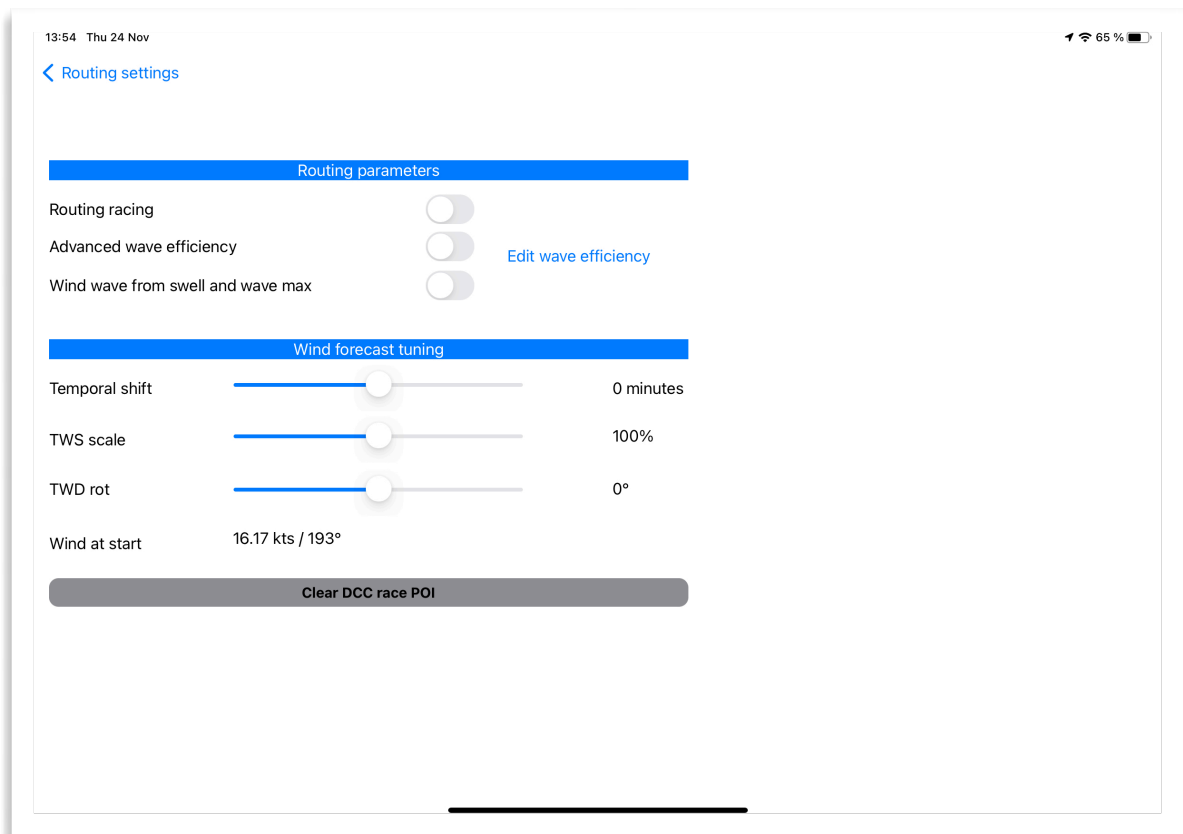 13:54 Thu 24 Nov
65 %
Routing settings
Routing parameters
Routing racing
Advanced wave efficiency
Edit wave efficiency
Wind wave from swell and wave max
Wind forecast tuning
Temporal shift 0 minutes
TWS scale 100%
TWD rot 0°
Wind at start 16.17 kts / 193°
Clear DCC race POI